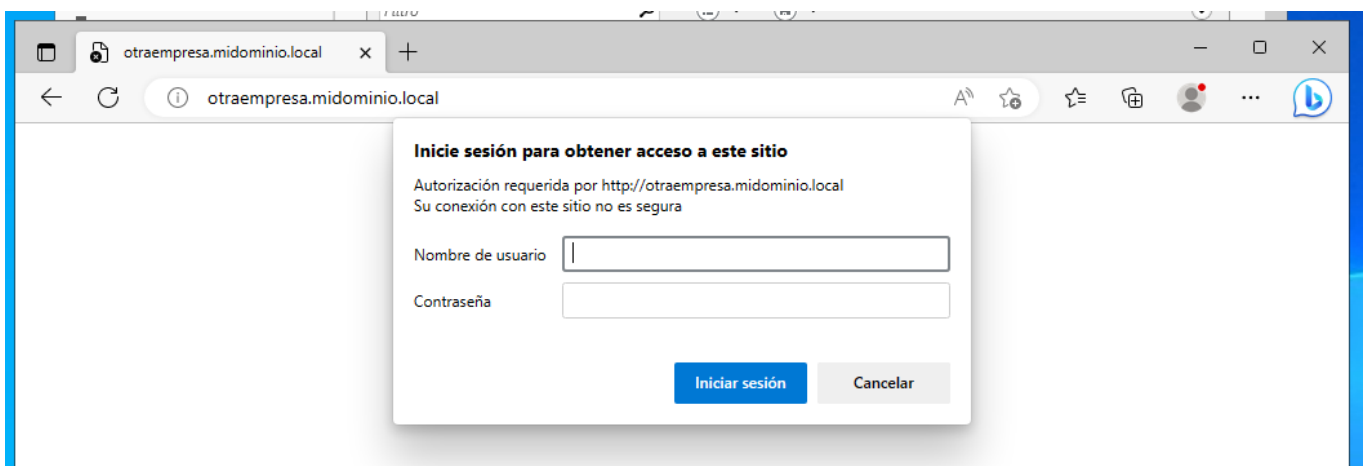 Filtro
otraempresa.midominio.local
otraempresa.midominio.local
Inicie sesión para obtener acceso a este sitio
Autorización requerida por http://otraempresa.midominio.local
Su conexión con este sitio no es segura
Nombre de usuario
Contraseña
Iniciar sesión Cancelar